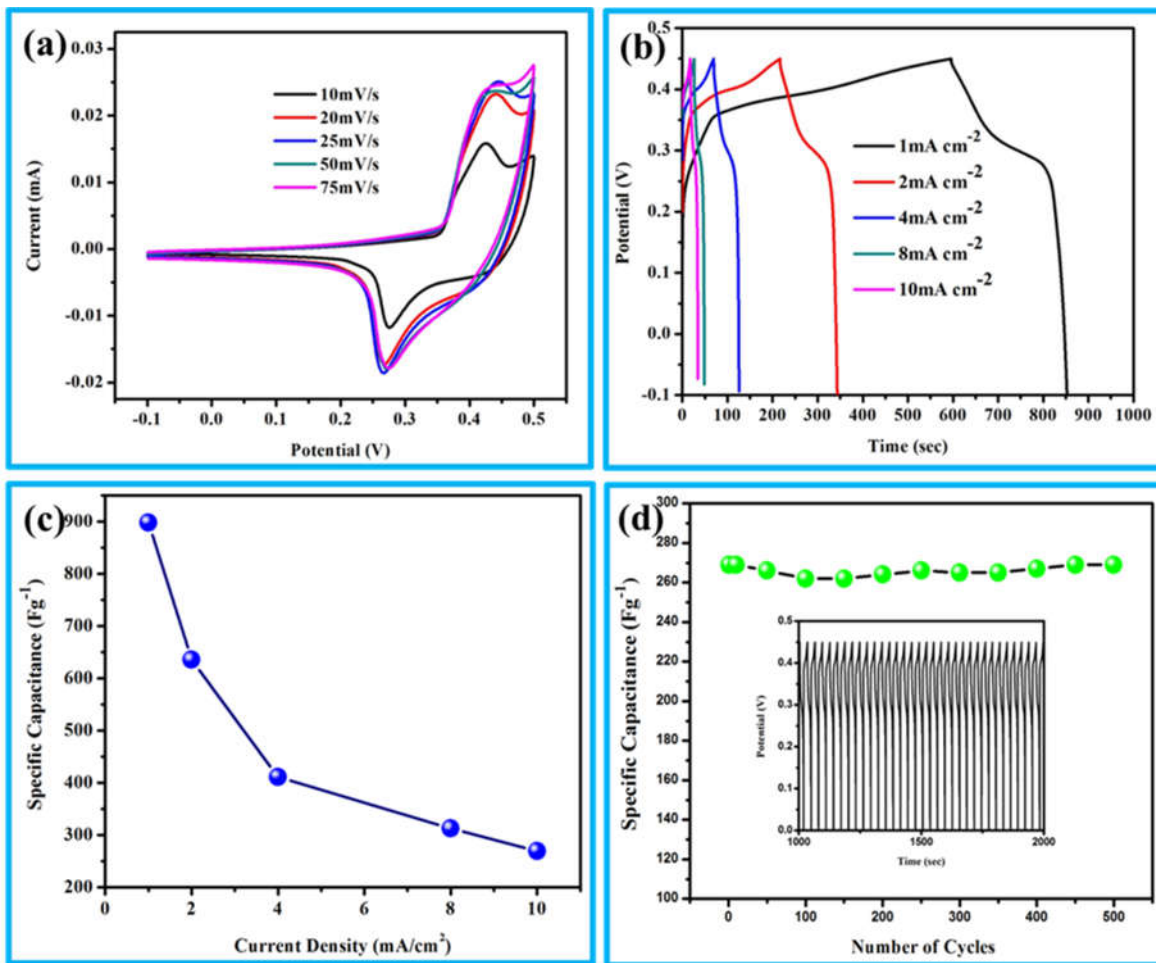 (a)
0.03
0.02
0.01
0.00
-0.01
-0.02
Current (mA)
10mV/s
20mV/s
25mV/s
50mV/s
75mV/s
-0.1 0.0 0.1 0.2 0.3 0.4 0.5
Potential (V)
(b)
0.5
0.4
0.3
0.2
0.1
0.0
-0.1
Potential (V)
1mA cm⁻²
2mA cm⁻²
4mA cm⁻²
8mA cm⁻²
10mA cm⁻²
0 100 200 300 400 500 600 700 800 900 1000
Time (sec)
(c)
900
800
700
600
500
400
300
200
Specific Capacitance (Fg⁻¹)
0 2 4 6 8 10
Current Density (mA/cm²)
(d)
300
280
260
240
220
200
180
160
140
120
100
Specific Capacitance (Fg⁻¹)
0.5
0.4
0.3
0.2
0.1
0.0
Potential (V)
1000 1500 2000
Time (sec)
0 100 200 300 400 500
Number of Cycles